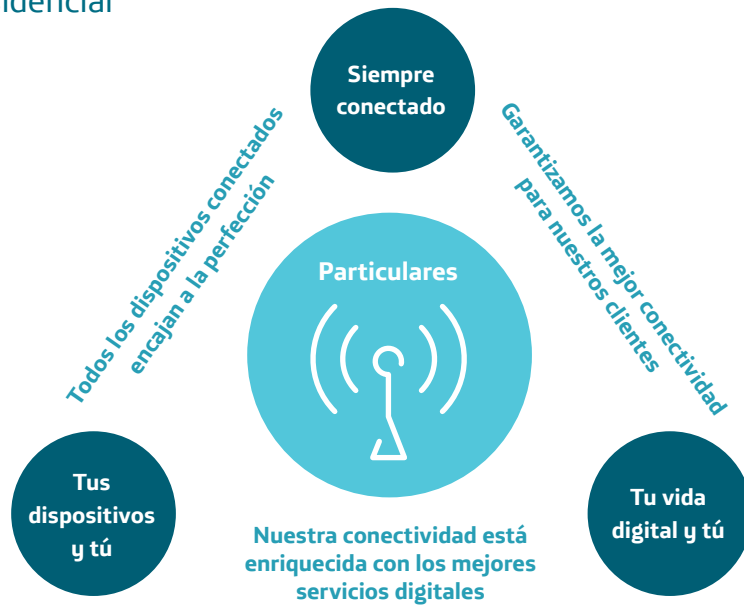 Siempre
conectado
Todos los dispositivos conectados
encajan a la perfección
Garantizamos la mejor conectividad
para nuestros clientes
Particulares
Tus
dispositivos
y tú
Tu vida
digital y tú
Nuestra conectividad está
enriquecida con los mejores
servicios digitales